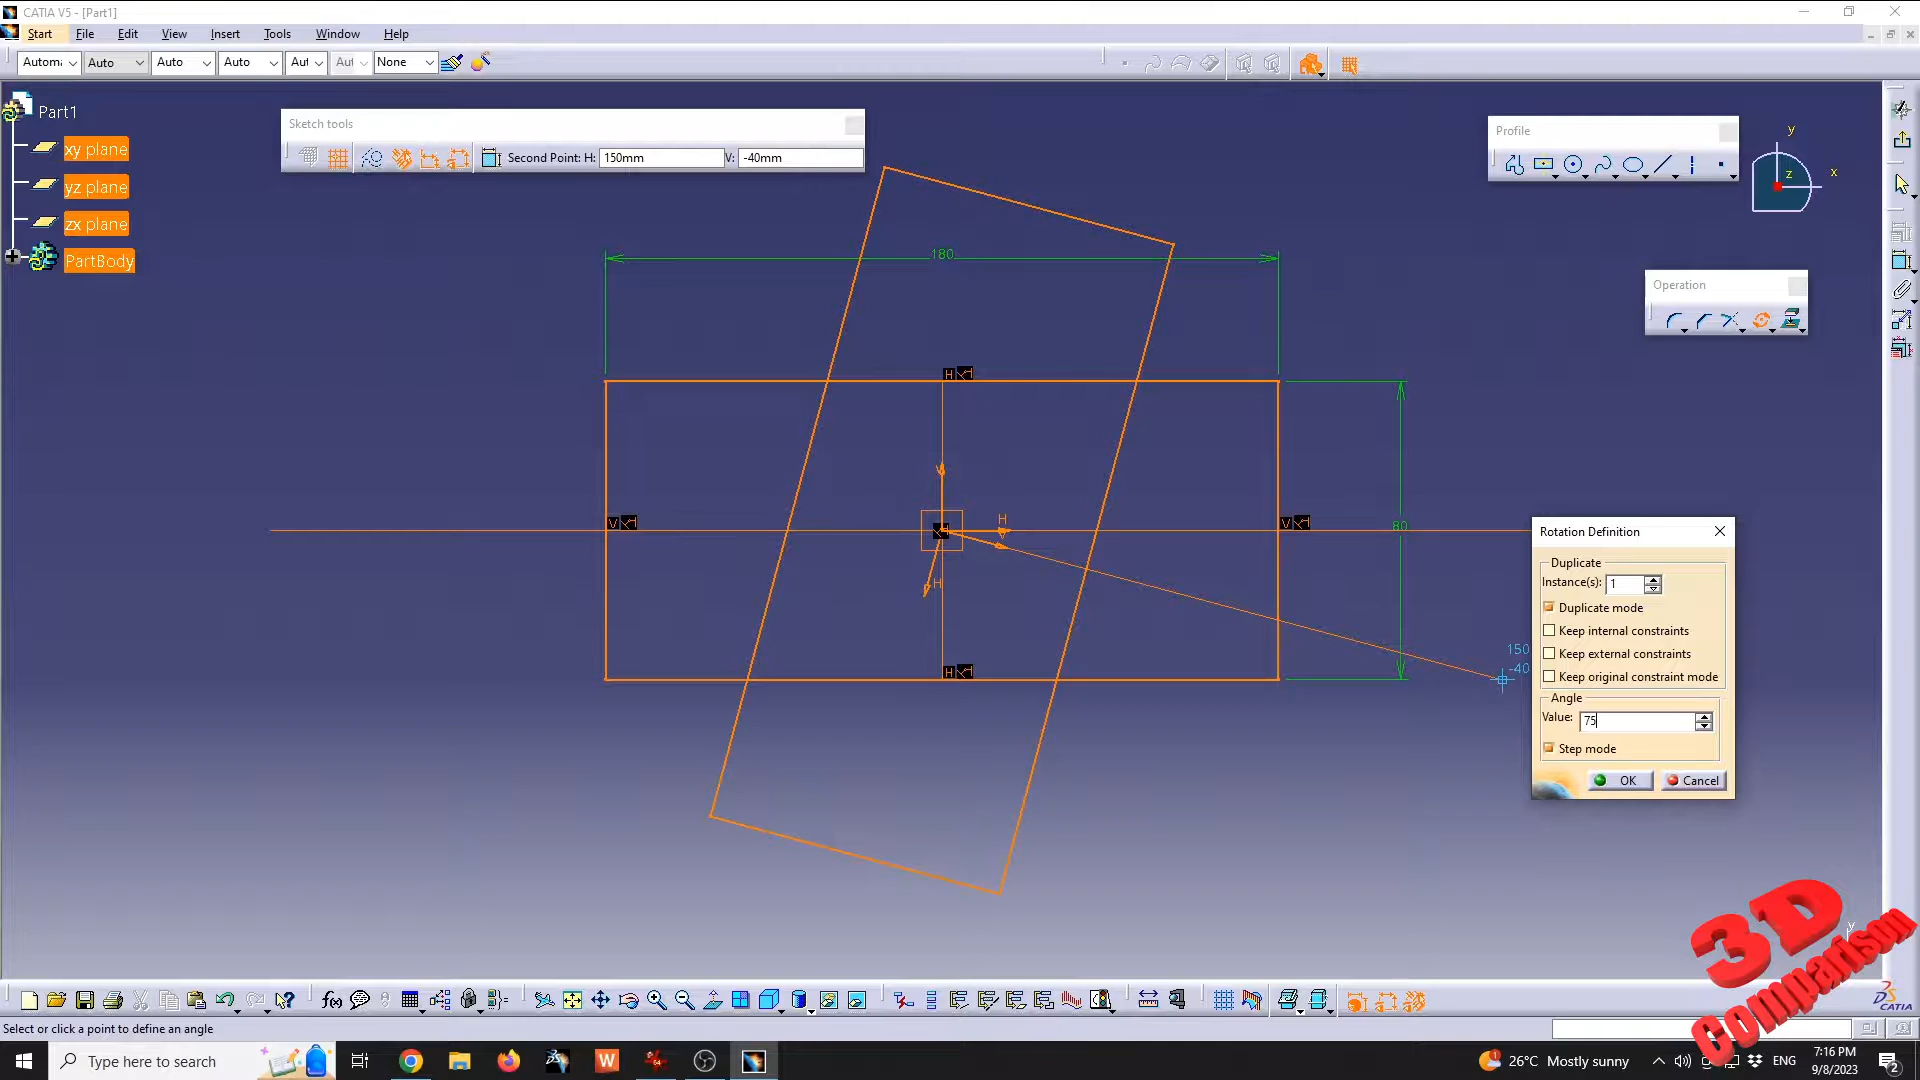 CATIA V5 - [Part1]
Start File Edit View Insert Tools Window Help
Auto Auto Auto None
Part1
xy plane
yz plane
zx plane
PartBody
Sketch tools
Second Point: H: 150mm V: -40mm
Profile
y
x
z
Operation
180
H
V
V
80
H
V
H
H
150
-40
Rotation Definition
Duplicate
Instance(s): 1
Duplicate mode
Keep internal constraints
Keep external constraints
Keep original constraint mode
Angle
Value: 75
Step mode
OK Cancel
3D
Comparison
y
CATIA
Select or click a point to define an angle
Type here to search
26°C Mostly sunny
ENG
7:16 PM
9/8/2023
2